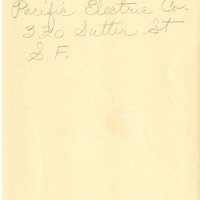 Pacific Electric Co.
320 Sutter St
S. F.